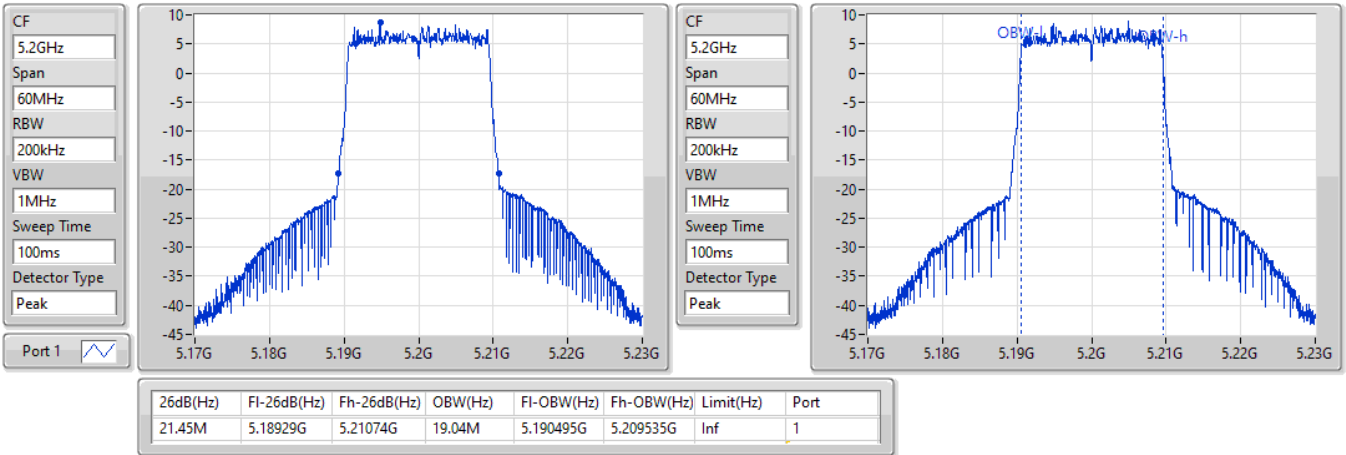 CF
5.2GHz
Span
60MHz
RBW
200kHz
VBW
1MHz
Sweep Time
100ms
Detector Type
Peak
Port 1
10
5
0
-5
-10
-15
-20
-25
-30
-35
-40
-45
5.17G 5.18G 5.19G 5.2G 5.21G 5.22G 5.23G
CF
5.2GHz
Span
60MHz
RBW
200kHz
VBW
1MHz
Sweep Time
100ms
Detector Type
Peak
10
5
0
-5
-10
-15
-20
-25
-30
-35
-40
-45
OBW-l OBW-h
5.17G 5.18G 5.19G 5.2G 5.21G 5.22G 5.23G
26dB(Hz) Fl-26dB(Hz) Fh-26dB(Hz) OBW(Hz) Fl-OBW(Hz) Fh-OBW(Hz) Limit(Hz) Port
21.45M 5.18929G 5.21074G 19.04M 5.190495G 5.209535G Inf 1